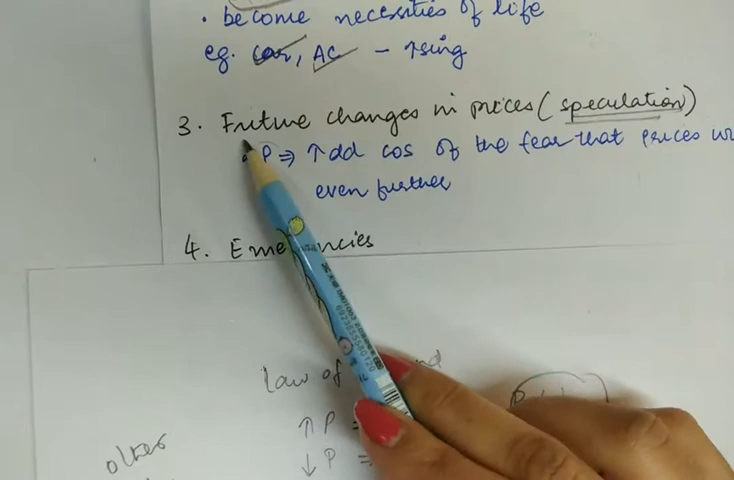 • become necessities of life
eg. car, AC - ↑sing
3. Future changes in prices (speculation)
P ⇒ ↑ dd cos of the fear that prices
even further
4.
law of
↑ P =
↓ P ⇒
other